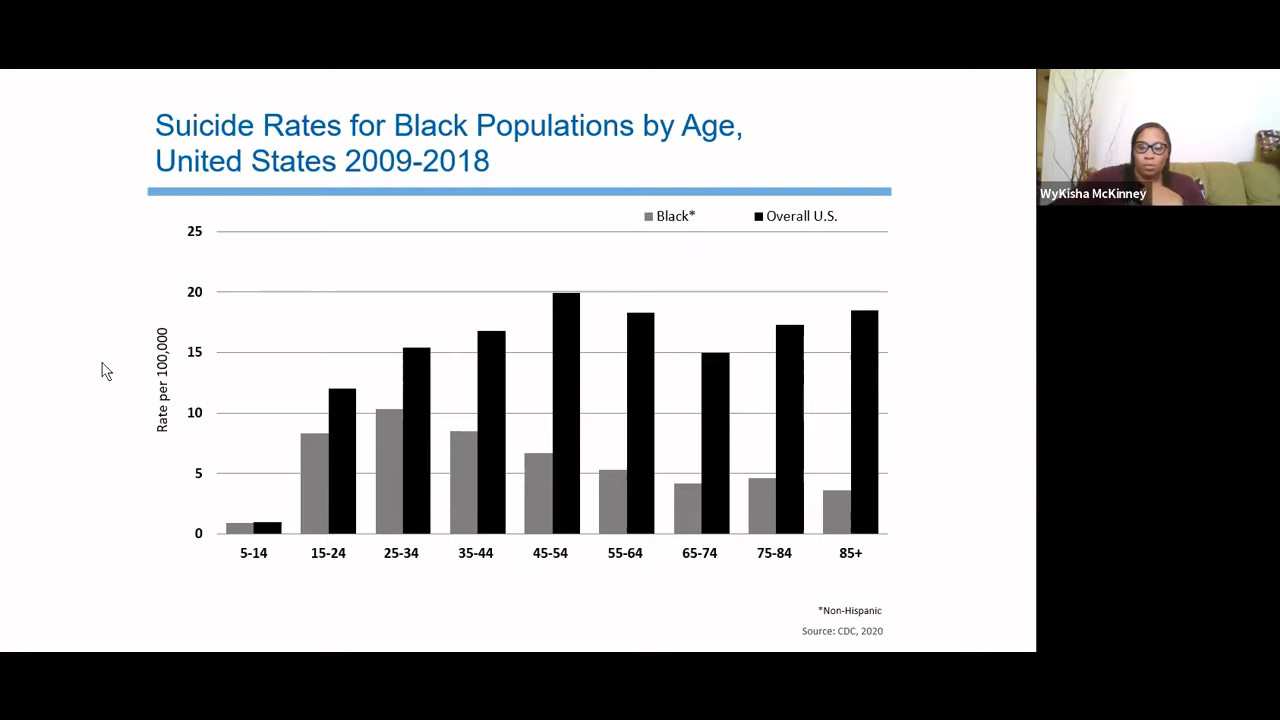 Suicide Rates for Black Populations by Age,
United States 2009-2018
Black* Overall U.S.
25
20
15
10
5
0
Rate per 100,000
5-14 15-24 25-34 35-44 45-54 55-64 65-74 75-84 85+
*Non-Hispanic
Source: CDC, 2020
WyKisha McKinney